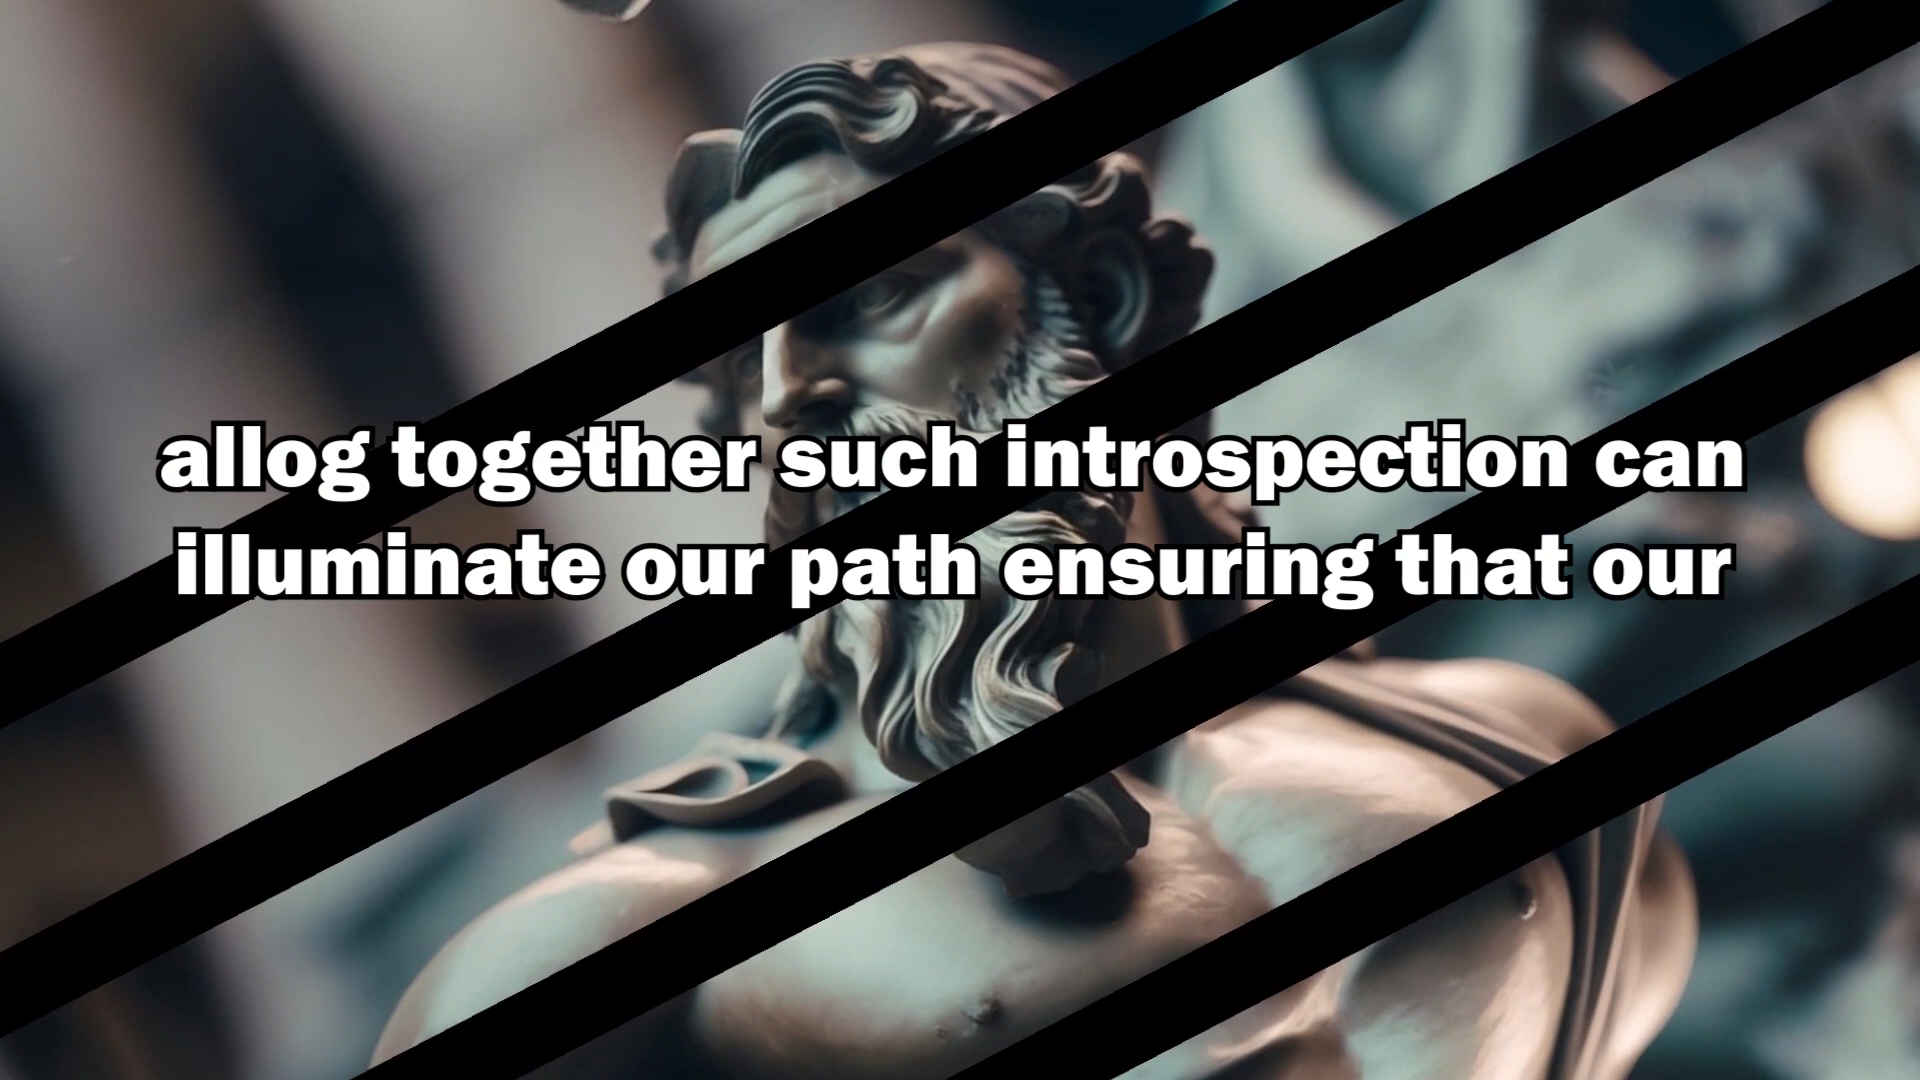 allog together such introspection can
illuminate our path ensuring that our